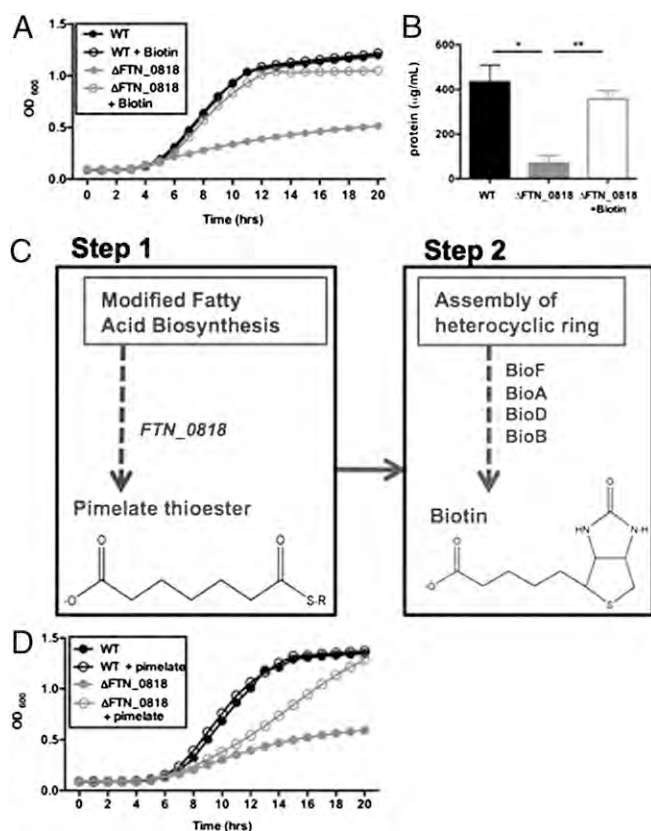 A
WT
WT + Biotin
ΔFTN_0818
ΔFTN_0818
+ Biotin
1.5
1.0
0.5
0.0
OD 600
0 2 4 6 8 10 12 14 16 18 20
Time (hrs)
B
* **
600
400
200
0
protein (µg/mL)
WT ΔFTN_0818 ΔFTN_0818
+Biotin
C Step 1 Step 2
Modified Fatty
Acid Biosynthesis
FTN_0818
Pimelate thioester
O O
-O S-R
Assembly of
heterocyclic ring
BioF
BioA
BioD
BioB
Biotin
O
HN N-H
O
-O
S
D
WT
WT + pimelate
ΔFTN_0818
ΔFTN_0818
+ pimelate
1.5
1.0
0.5
0.0
OD 600
0 2 4 6 8 10 12 14 16 18 20
Time (hrs)